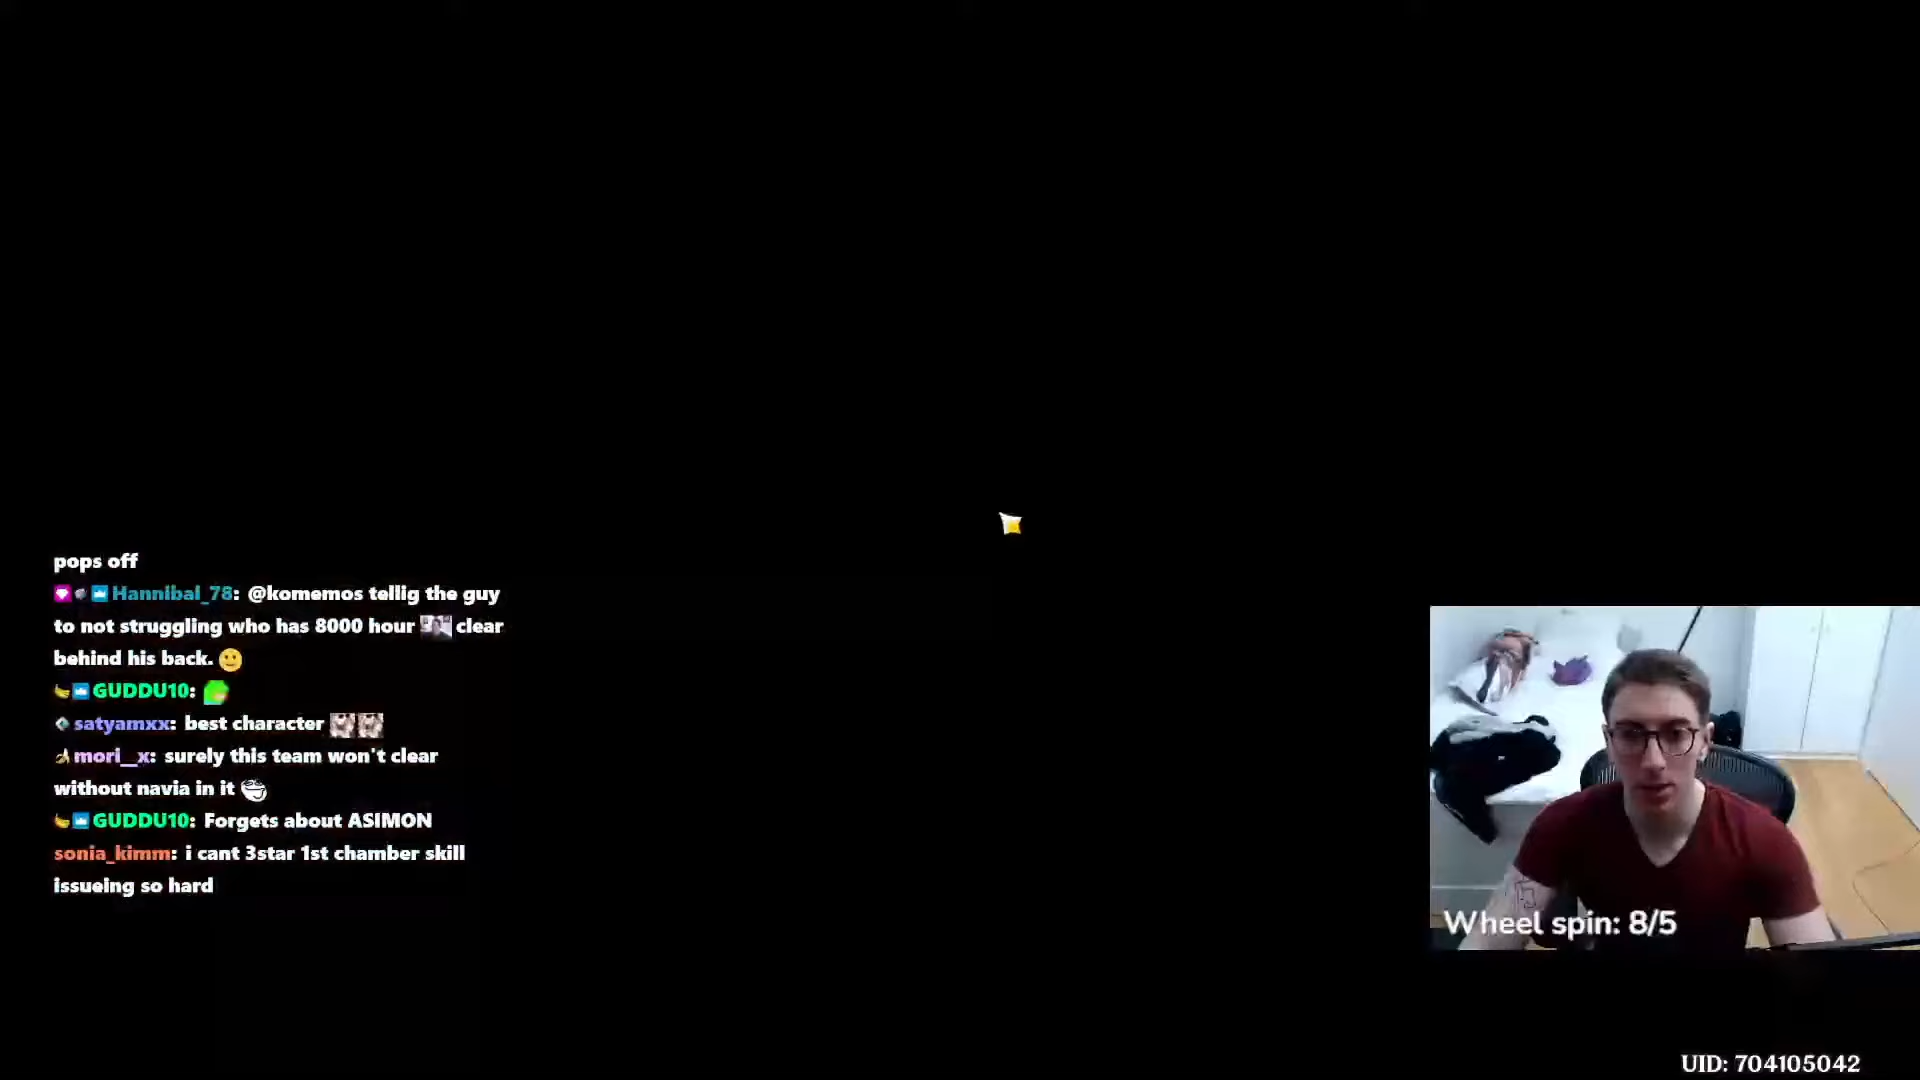 pops off
Hannibal_78: @komemos tellig the guy
to not struggling who has 8000 hour clear
behind his back.
GUDDU10:
satyamxx: best character
mori__x: surely this team won't clear
without navia in it
GUDDU10: Forgets about ASIMON
sonia_kimm: i cant 3star 1st chamber skill
issueing so hard
Wheel spin: 8/5
UID: 704105042